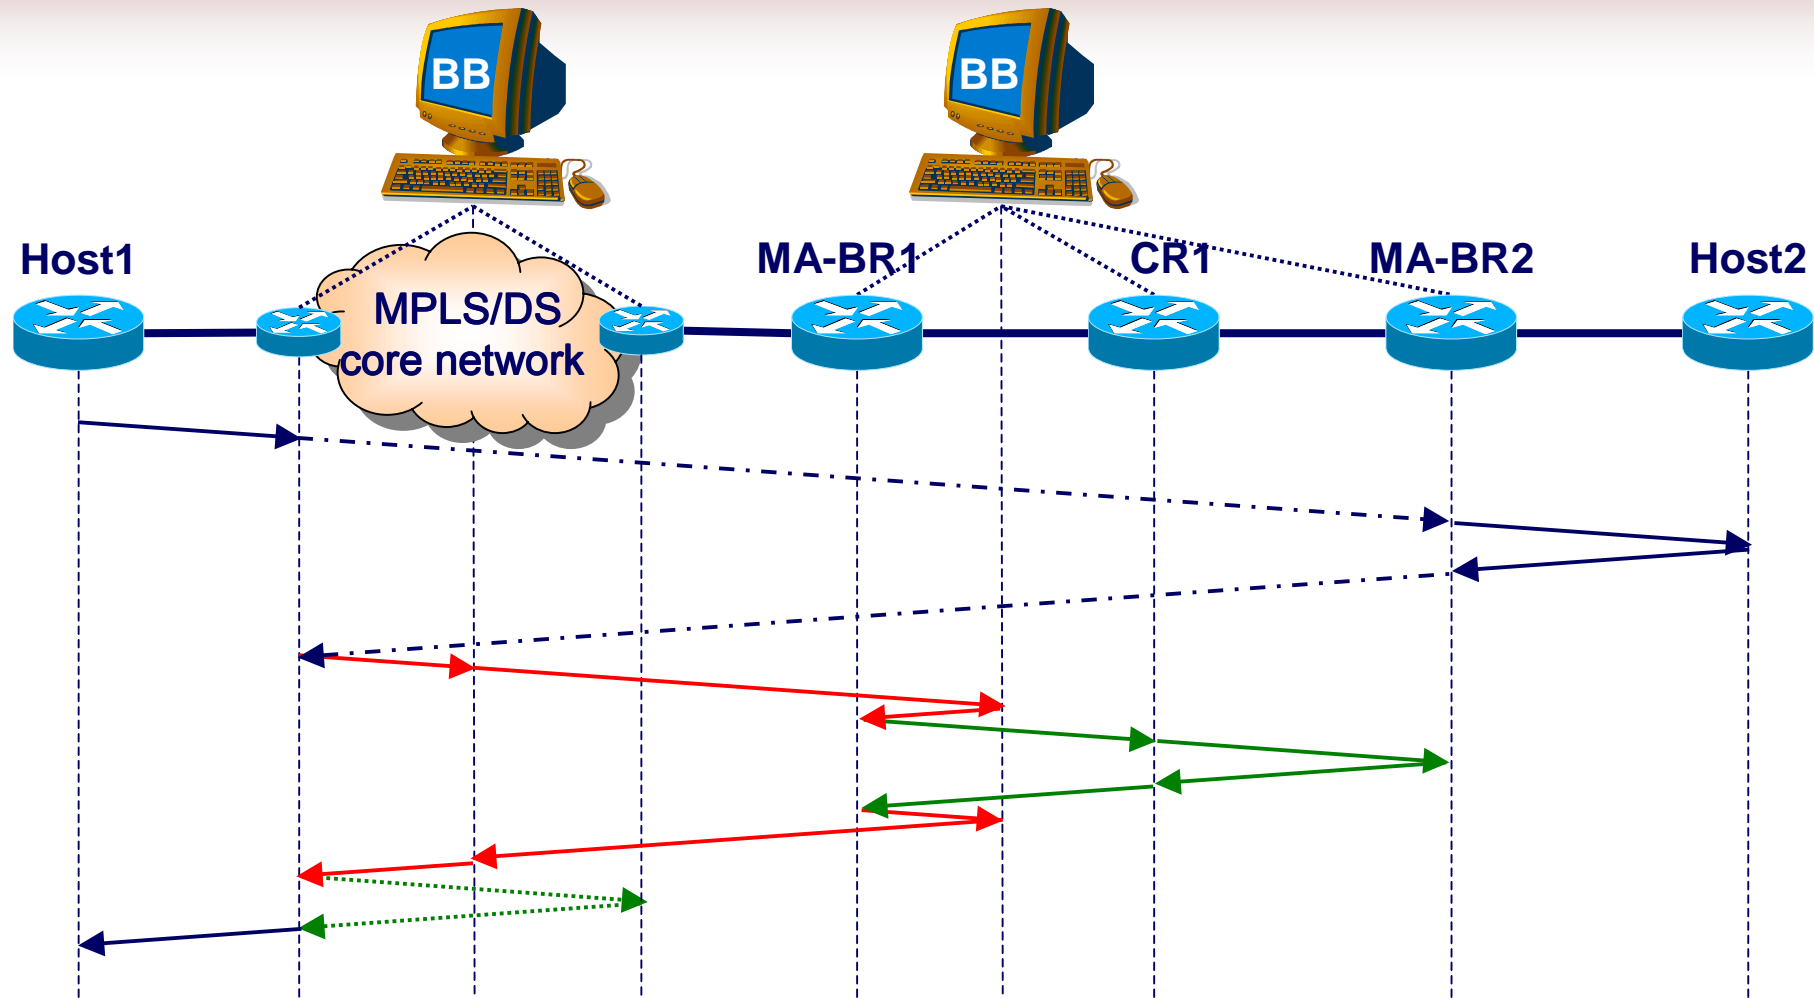 BB
BB
Host1
MA-BR1
CR1
MA-BR2
Host2
MPLS/DS
core network